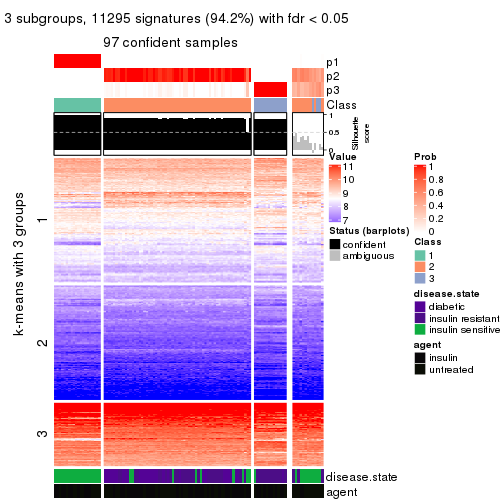 3 subgroups, 11295 signatures (94.2%) with fdr < 0.05
97 confident samples
p1
p2
p3
Class
1
0.5
0
Silhouette
score
k-means with 3 groups
1
2
3
disease.state
agent
Value
11
10
9
8
7
Status (barplots)
confident
ambiguous
Prob
1
0.8
0.6
0.4
0.2
0
Class
1
2
3
disease.state
diabetic
insulin resistant
insulin sensitive
agent
insulin
untreated